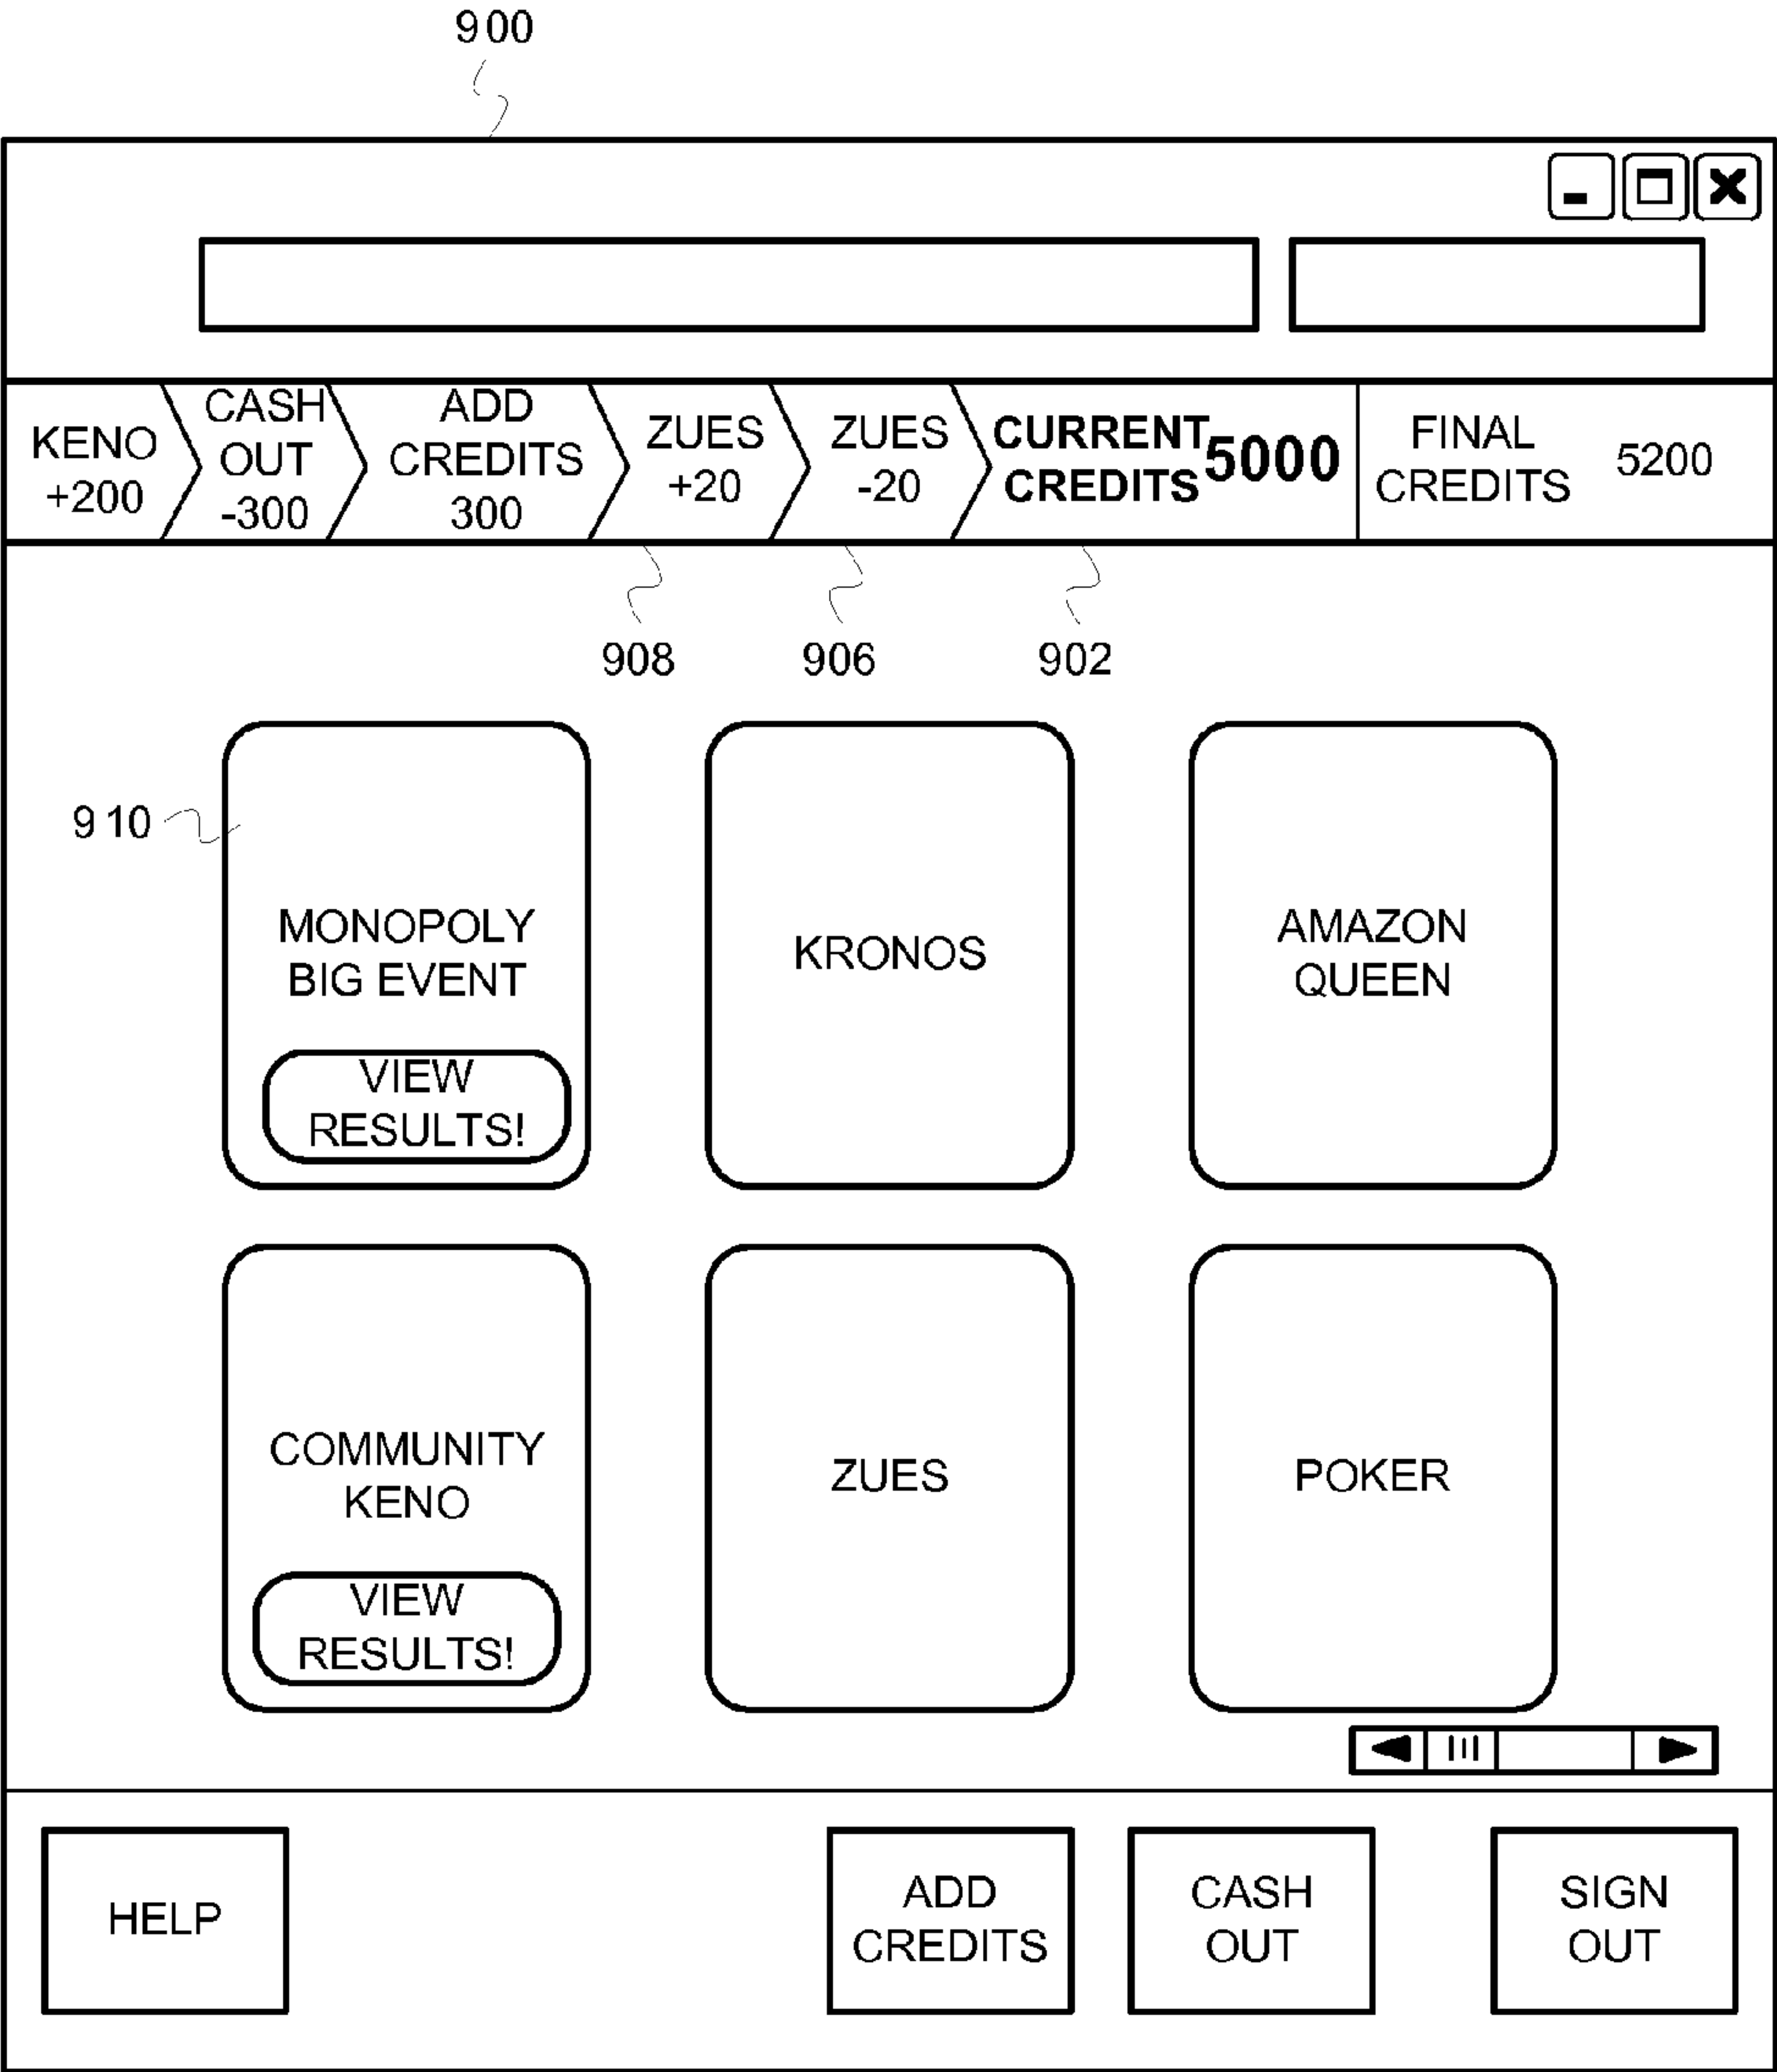 900
KENO
+200
CASH
OUT
-300
ADD
CREDITS
300
ZUES
+20
ZUES
-20
CURRENT
CREDITS
5000
FINAL
CREDITS
5200
908
906
902
910
MONOPOLY
BIG EVENT
VIEW
RESULTS!
KRONOS
AMAZON
QUEEN
COMMUNITY
KENO
VIEW
RESULTS!
ZUES
POKER
HELP
ADD
CREDITS
CASH
OUT
SIGN
OUT